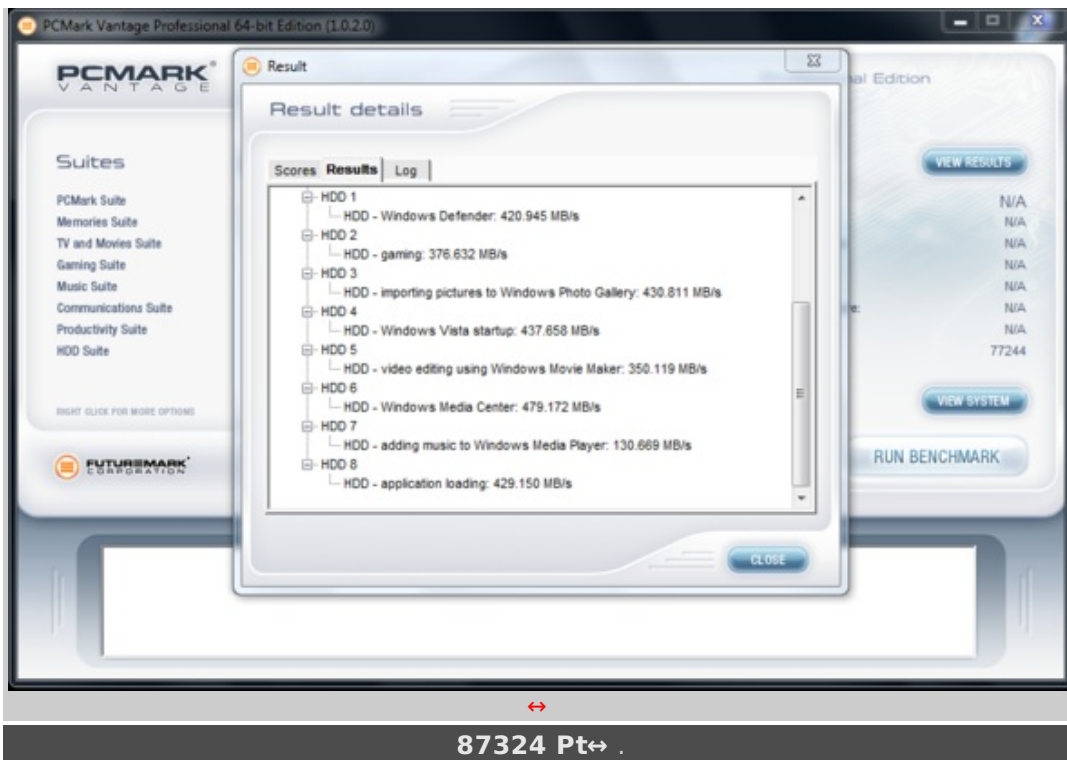 PCMark Vantage Professional 64-bit Edition (1.0.2.0)
PCMARK
VANTAGE
al Edition
Result
Result details
Scores Results Log
HDD 1
HDD - Windows Defender: 420.945 MB/s
HDD 2
HDD - gaming: 376.632 MB/s
HDD 3
HDD - importing pictures to Windows Photo Gallery: 430.811 MB/s
HDD 4
HDD - Windows Vista startup: 437.658 MB/s
HDD 5
HDD - video editing using Windows Movie Maker: 350.119 MB/s
HDD 6
HDD - Windows Media Center: 479.172 MB/s
HDD 7
HDD - adding music to Windows Media Player: 130.669 MB/s
HDD 8
HDD - application loading: 429.150 MB/s
CLOSE
Suites
VIEW RESULTS
PCMark Suite N/A
Memories Suite N/A
TV and Movies Suite N/A
Gaming Suite N/A
Music Suite N/A
Communications Suite e: N/A
Productivity Suite N/A
HDD Suite 77244
RIGHT CLICK FOR MORE OPTIONS
VIEW SYSTEM
FUTUREMARK
CORPORATION
RUN BENCHMARK
↔
87324 Pt↔ .